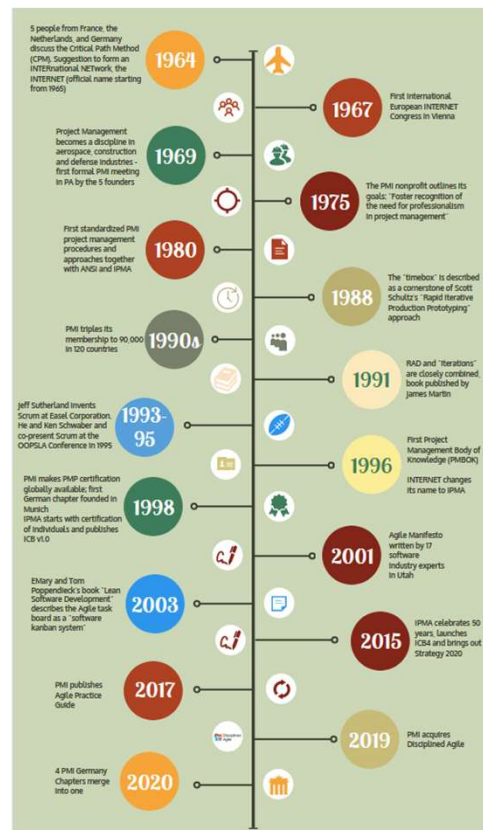 5 people from France, the
Netherlands, and Germany
discuss the Critical Path Method
(CPM). Suggestion to form an
INTERnational NETwork, the
INTERNET (official name starting
from 1965)
1964
1967
First International
European INTERNET
Congress in Vienna
Project Management
becomes a discipline in
aerospace, construction
and defense Industries -
first formal PMI meeting
in PA by the 5 founders
1969
1975
The PMI nonprofit outlines its
goals: "Foster recognition of
the need for professionalism
in project management"
First standardized PMI
project management
procedures and
approaches together
with ANSI and IPMA
1980
1988
The "timebox" is described
as a cornerstone of Scott
Schultz's "Rapid Iterative
Production Prototyping"
approach
PMI triples its
membership to 90,000
in 120 countries
1990s
1991
RAD and "iterations"
are closely combined,
book published by
James Martin
Jeff Sutherland invents
Scrum at Easel Corporation.
He and Ken Schwaber and
co-present Scrum at the
OOPSLA Conference in 1995
1993-
95
1996
First Project
Management Body of
Knowledge (PMBOK)
INTERNET changes
its name to IPMA
PMI makes PMP certification
globally available; first
German chapter founded in
Munich
IPMA starts with certification
of individuals and publishes
ICB v1.0
1998
2001
Agile Manifesto
written by 17
software
industry experts
in Utah
EMary and Tom
Poppendieck's book "Lean
Software Development"
describes the Agile task
board as a "software
kanban system"
2003
2015
IPMA celebrates 50
years, launches
ICB4 and brings out
Strategy 2020
PMI publishes
Agile Practice
Guide
2017
Disciplined
Agile
2019
PMI acquires
Disciplined Agile
4 PMI Germany
Chapters merge
into one
2020